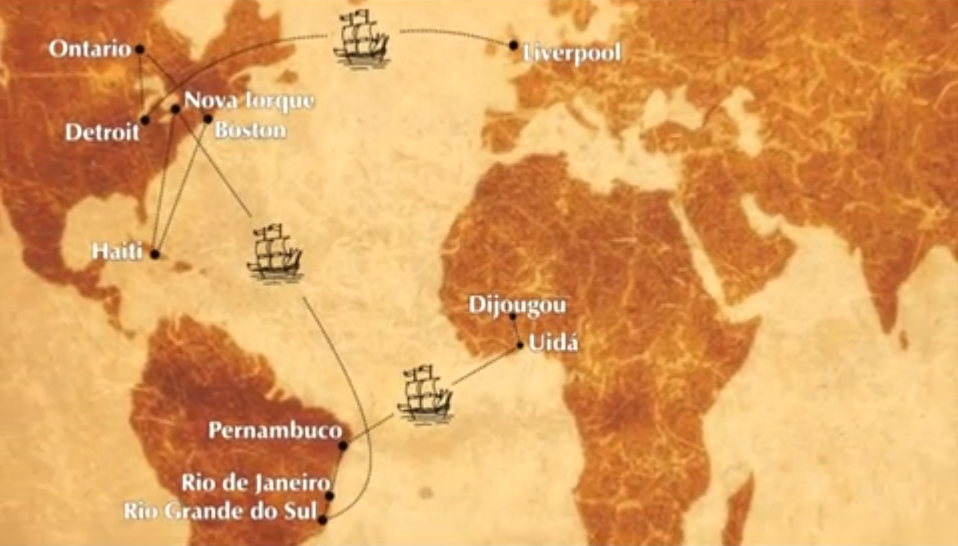 Ontario
Liverpool
Nova Iorque
Detroit
Boston
Haiti
Dijougou
Uidá
Pernambuco
Rio de Janeiro
Rio Grande do Sul